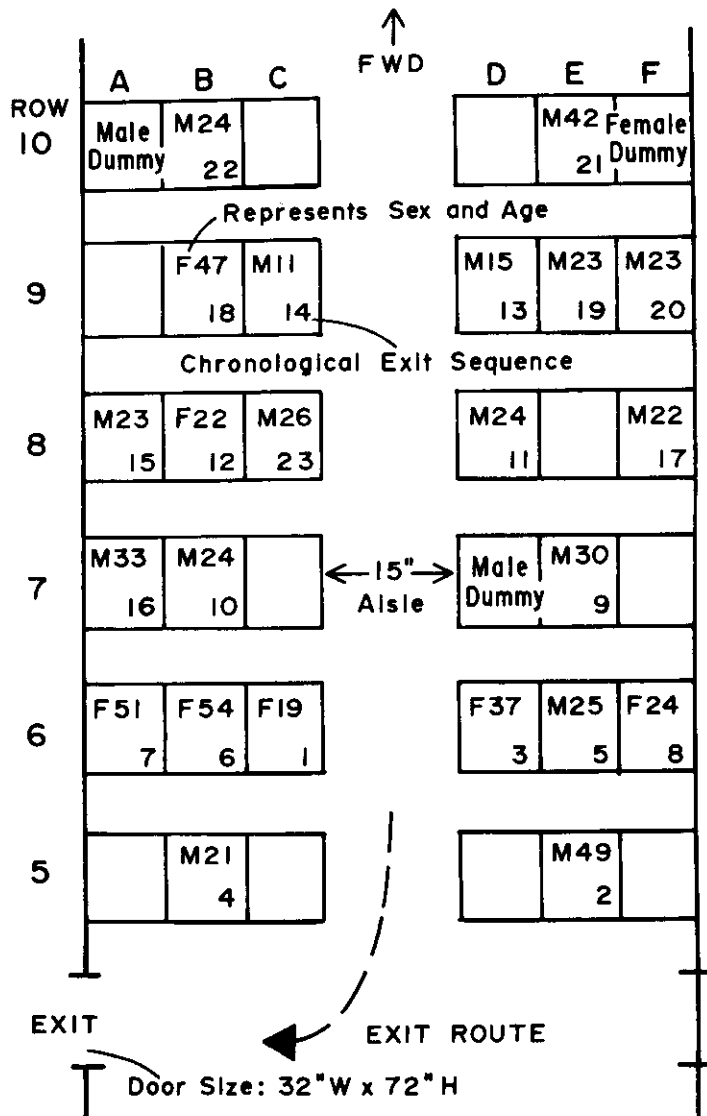 FWD
A B C D E F
ROW
10
Male Dummy M24 22 M42 21 Female Dummy
Represents Sex and Age
9
F47 18 M11 14 M15 13 M23 19 M23 20
Chronological Exit Sequence
8
M23 15 F22 12 M26 23 M24 11 M22 17
7
M33 16 M24 10 15" Aisle Male Dummy M30 9
6
F51 7 F54 6 F19 1 F37 3 M25 5 F24 8
5
M21 4 M49 2
EXIT EXIT ROUTE
Door Size: 32"W x 72"H